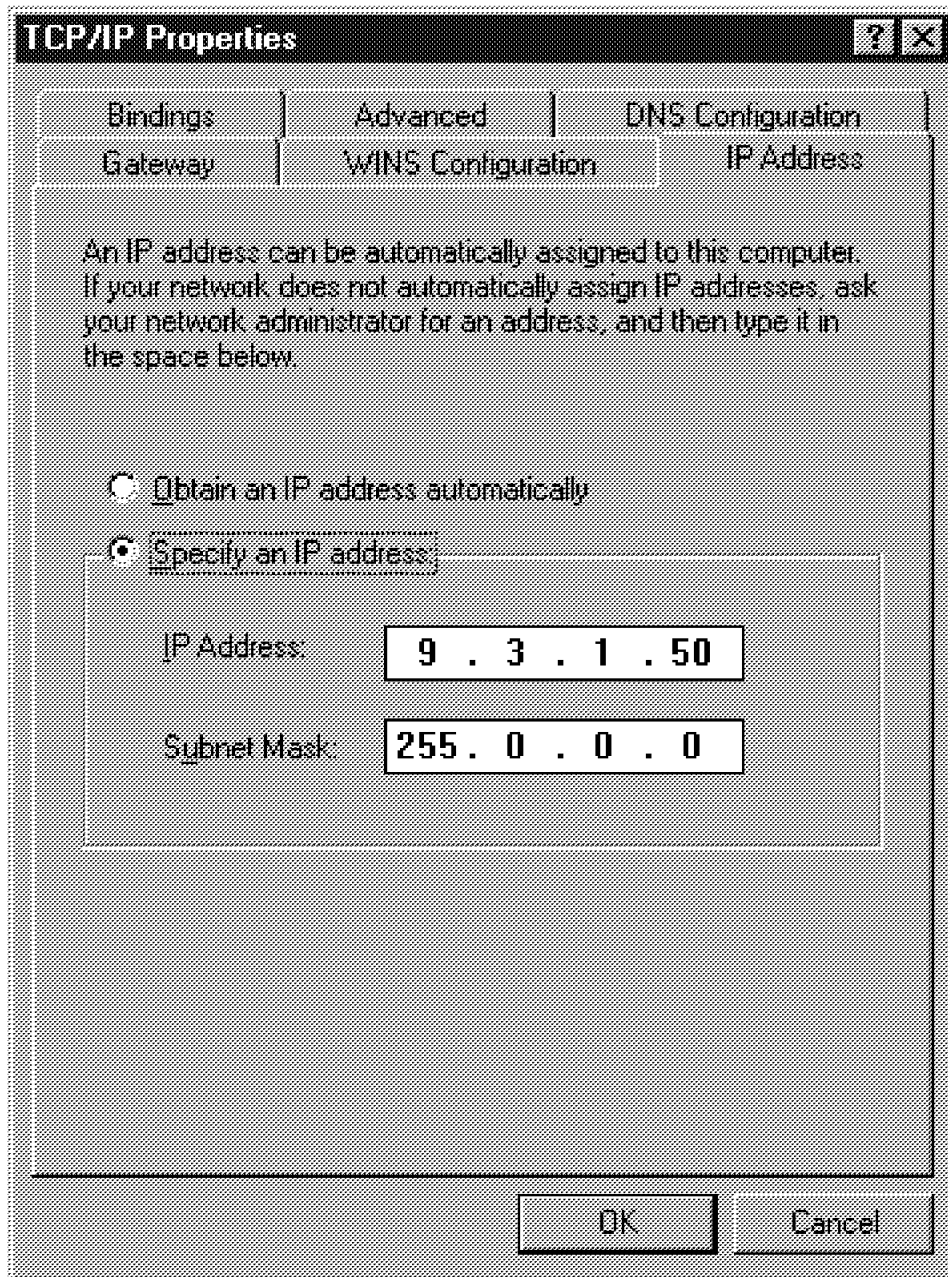 TCP/IP Properties ? X
Bindings Advanced DNS Configuration
Gateway WINS Configuration IP Address
An IP address can be automatically assigned to this computer.
If your network does not automatically assign IP addresses, ask
your network administrator for an address, and then type it in
the space below.
Obtain an IP address automatically
Specify an IP address:
IP Address: 9 . 3 . 1 . 50
Subnet Mask: 255 . 0 . 0 . 0
OK Cancel